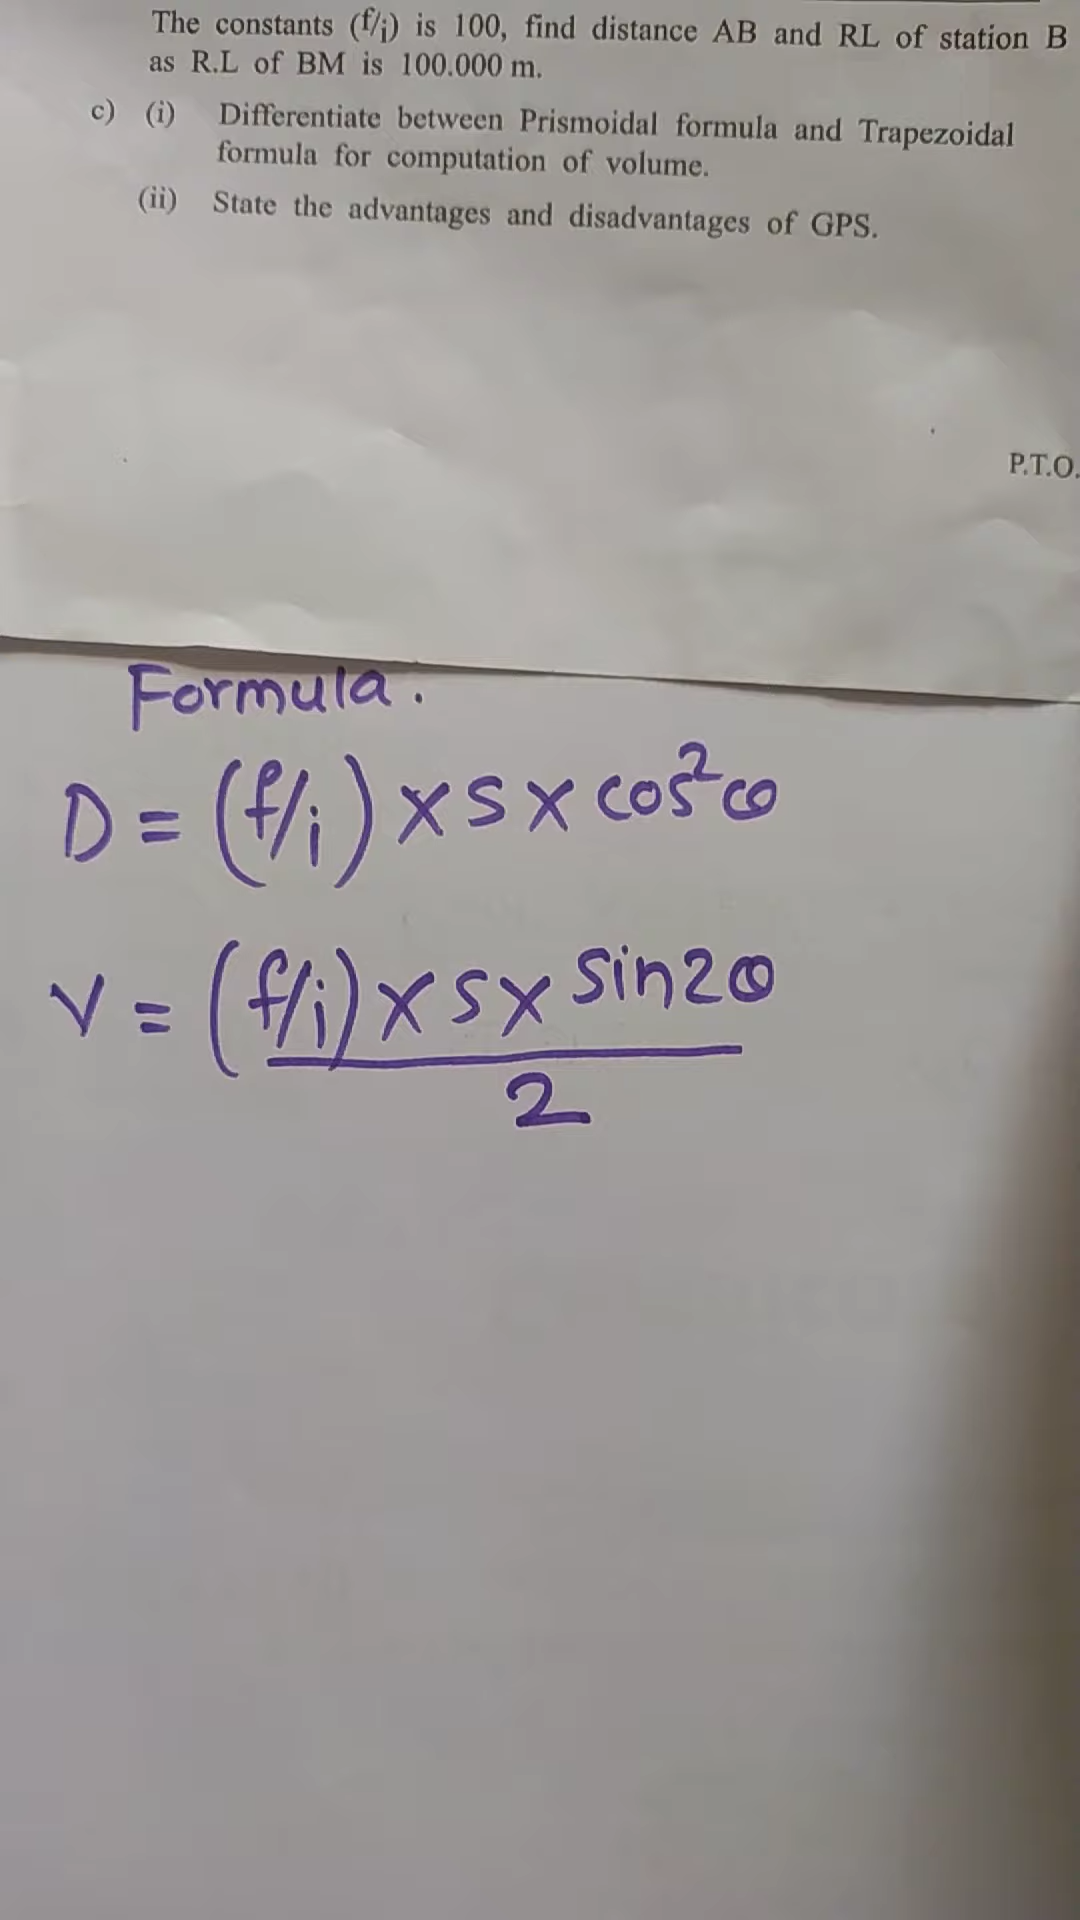 The constants (f/i) is 100, find distance AB and RL of station B
as R.L of BM is 100.000 m.
c) (i) Differentiate between Prismoidal formula and Trapezoidal
formula for computation of volume.
(ii) State the advantages and disadvantages of GPS.
P.T.O.
Formula.
D = (f/i) × S × cos²θ
V = (f/i) × S × sin2θ
2